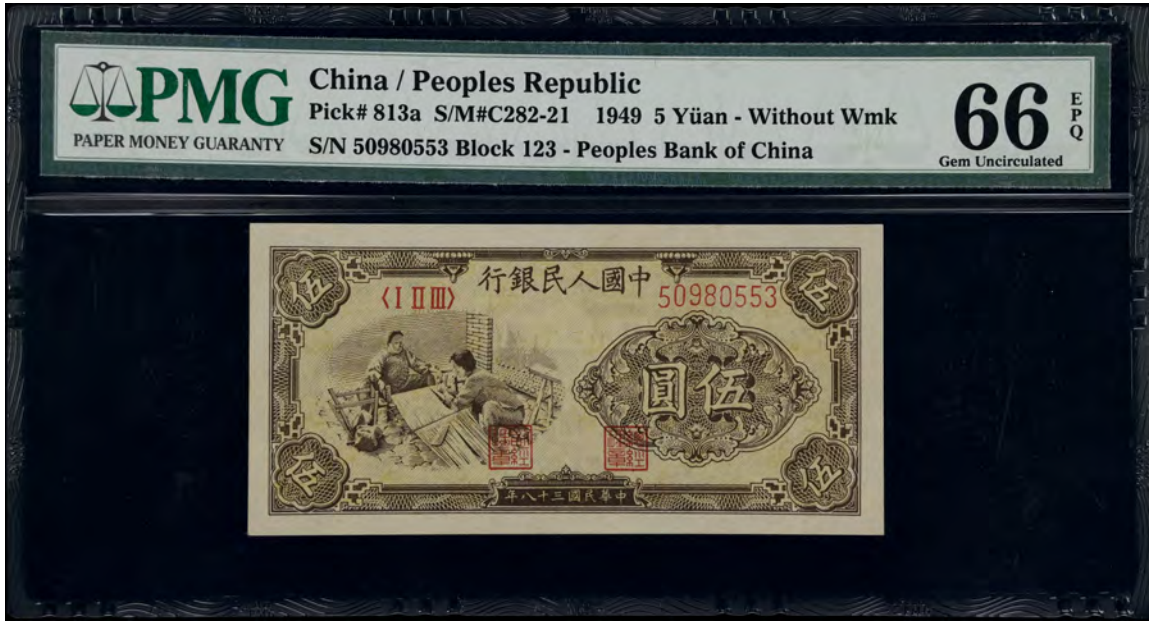 PMG
PAPER MONEY GUARANTY
China / Peoples Republic
Pick# 813a S/M#C282-21 1949 5 Yüan - Without Wmk
S/N 50980553 Block 123 - Peoples Bank of China
66
EPQ
Gem Uncirculated
行銀民人國中
〈I II III〉
50980553
伍
伍
圓伍
伍
伍
年八十三國民華中